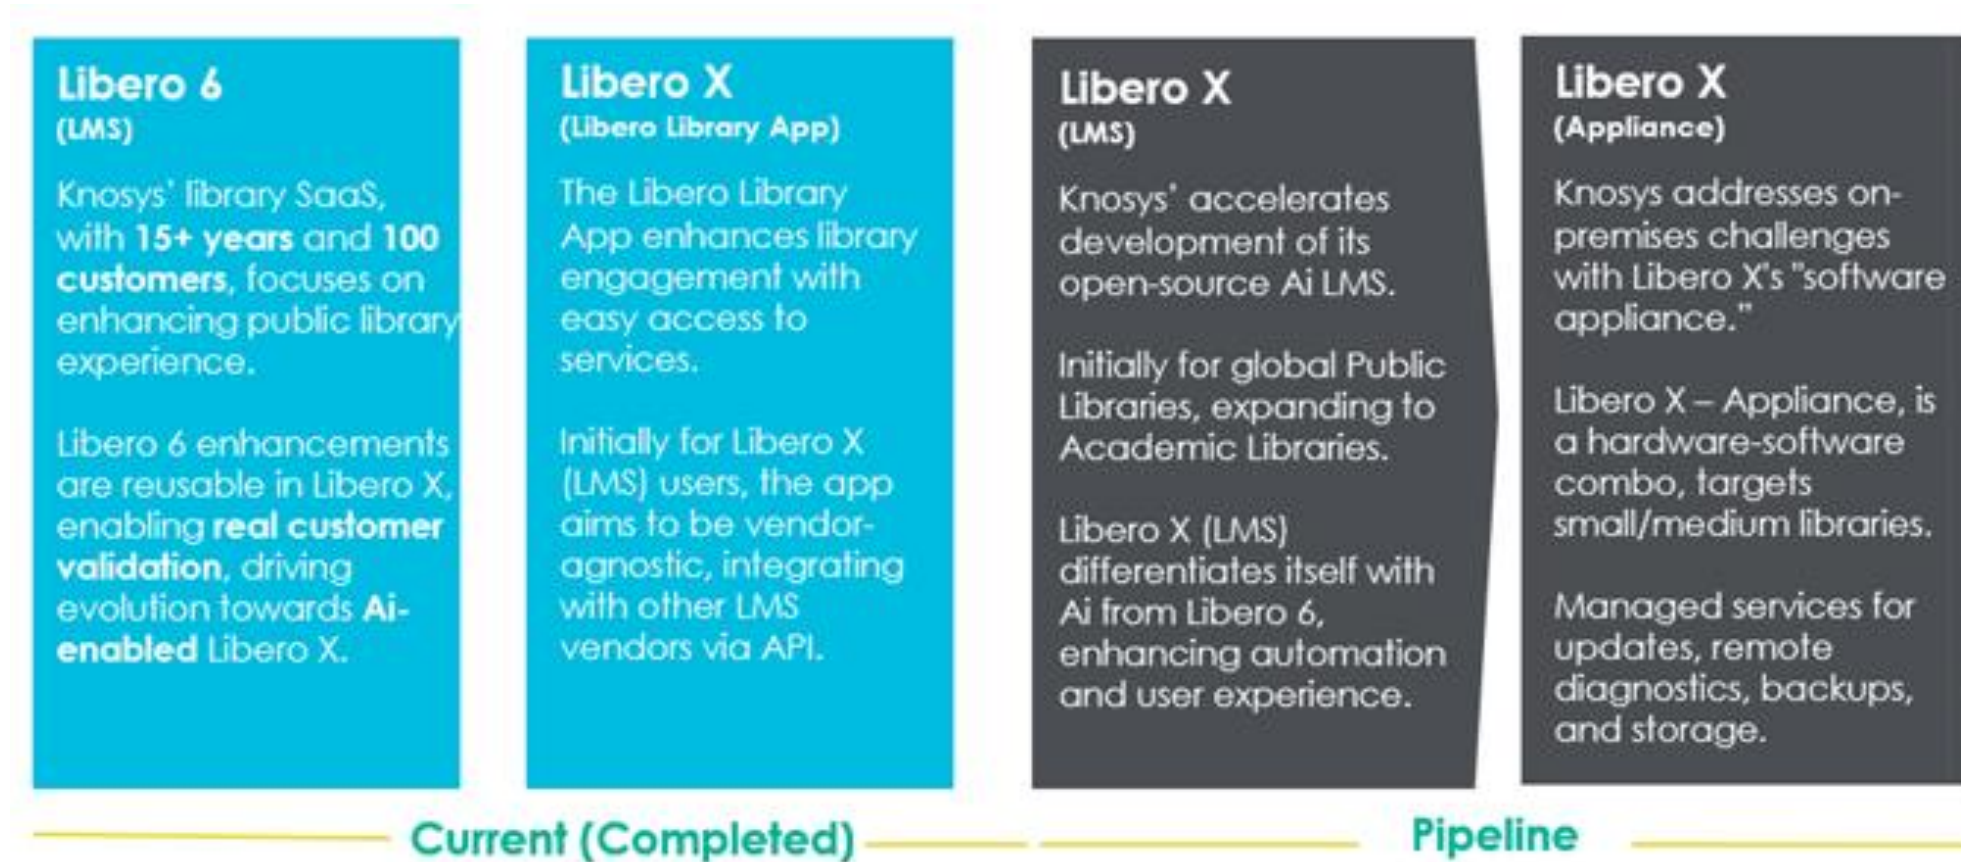 Libero 6
(LMS)
Knosys' library SaaS,
with 15+ years and 100
customers, focuses on
enhancing public library
experience.
Libero 6 enhancements
are reusable in Libero X,
enabling real customer
validation, driving
evolution towards Ai-
enabled Libero X.
Libero X
(Libero Library App)
The Libero Library
App enhances library
engagement with
easy access to
services.
Initially for Libero X
(LMS) users, the app
aims to be vendor-
agnostic, integrating
with other LMS
vendors via API.
Libero X
(LMS)
Knosys' accelerates
development of its
open-source Ai LMS.
Initially for global Public
Libraries, expanding to
Academic Libraries.
Libero X (LMS)
differentiates itself with
Ai from Libero 6,
enhancing automation
and user experience.
Libero X
(Appliance)
Knosys addresses on-
premises challenges
with Libero X's "software
appliance."
Libero X – Appliance, is
a hardware-software
combo, targets
small/medium libraries.
Managed services for
updates, remote
diagnostics, backups,
and storage.
Current (Completed)
Pipeline